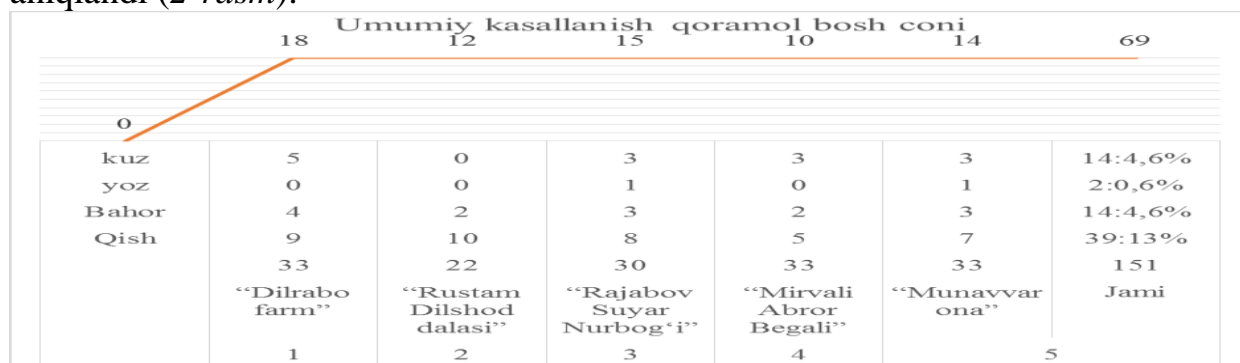 aniqlandi (2-rasm).
Umumiy kasallanish qoramol bosh coni
18 12 15 10 14 69
0
kuz 5 0 3 3 3 14:4,6%
yoz 0 0 1 0 1 2:0,6%
Bahor 4 2 3 2 3 14:4,6%
Qish 9 10 8 5 7 39:13%
33 22 30 33 33 151
“Dilrabo “Rustam “Rajabov “Mirvali “Munavvar Jami
farm” Dilshod Suyar Abror ona”
dalasi” Nurbog‘i” Begali”
1 2 3 4 5